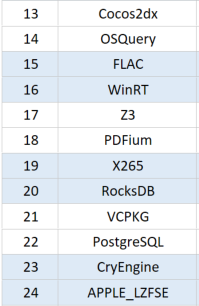 13 Cocos2dx
14 OSQuery
15 FLAC
16 WinRT
17 Z3
18 PDFium
19 X265
20 RocksDB
21 VCPKG
22 PostgreSQL
23 CryEngine
24 APPLE_LZFSE